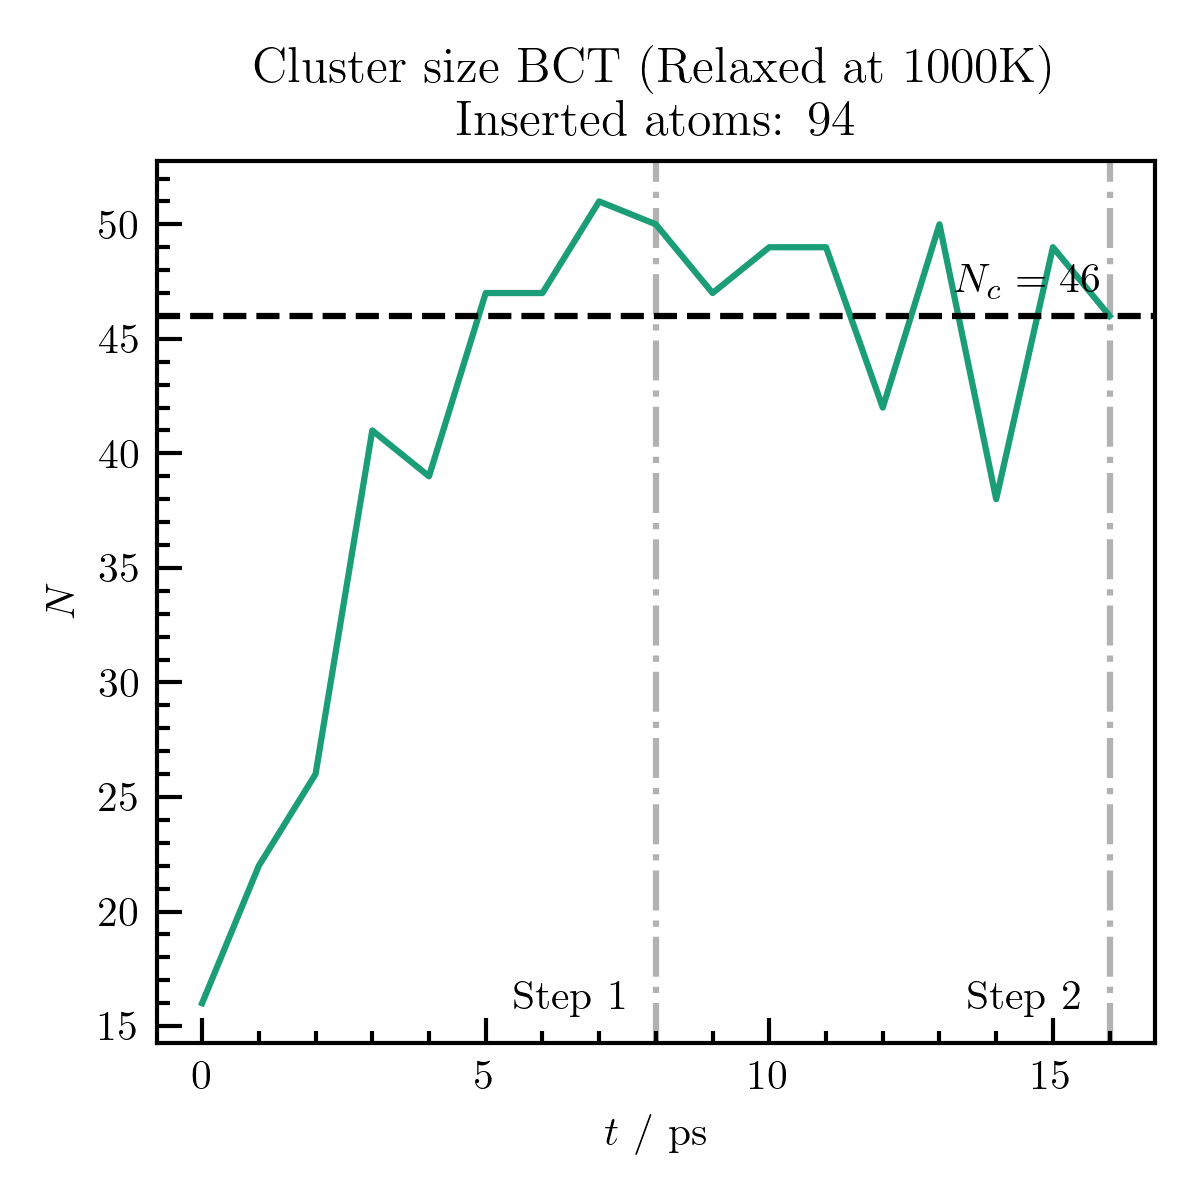 Cluster size BCT (Relaxed at 1000K)
Inserted atoms: 94
50
45
40
35
30
25
20
15
N
N_c = 46
Step 1
Step 2
0 5 10 15
t / ps